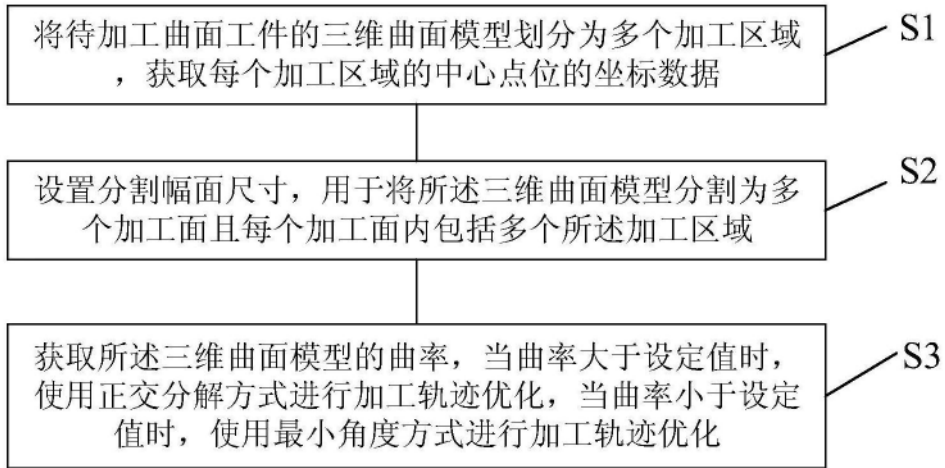 将待加工曲面工件的三维曲面模型划分为多个加工区域
，获取每个加工区域的中心点位的坐标数据
S1
设置分割幅面尺寸，用于将所述三维曲面模型分割为多
个加工面且每个加工面内包括多个所述加工区域
S2
获取所述三维曲面模型的曲率，当曲率大于设定值时，
使用正交分解方式进行加工轨迹优化，当曲率小于设定
值时，使用最小角度方式进行加工轨迹优化
S3